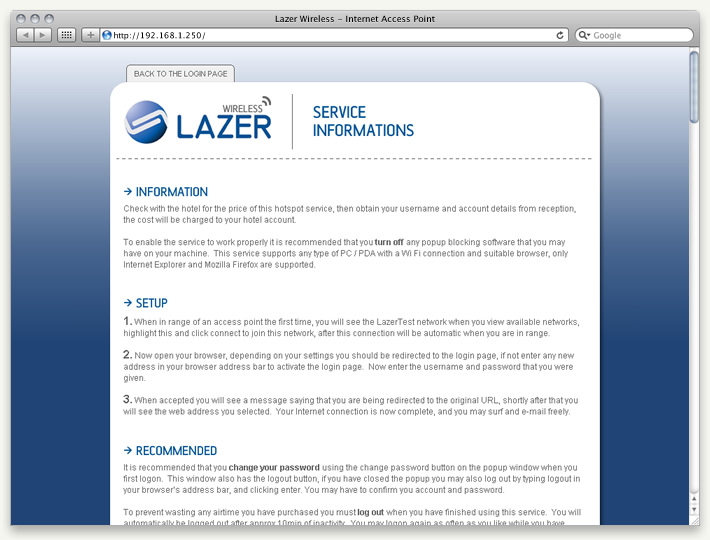 Lazer Wireless – Internet Access Point
http://192.168.1.250/
Google
BACK TO THE LOGIN PAGE
WIRELESS
LAZER
SERVICE
INFORMATIONS
INFORMATION
Check with the hotel for the price of this hotspot service, then obtain your username and account details from reception,
the cost will be charged to your hotel account.
To enable the service to work properly it is recommended that you turn off any popup blocking software that you may
have on your machine. This service supports any type of PC / PDA with a Wi Fi connection and suitable browser, only
Internet Explorer and Mozilla Firefox are supported.
SETUP
1. When in range of an access point the first time, you will see the LazerTest network when you view available networks,
highlight this and click connect to join this network, after this connection will be automatic when you are in range.
2. Now open your browser, depending on your settings you should be redirected to the login page, if not enter any new
address in your browser address bar to activate the login page. Now enter the username and password that you were
given.
3. When accepted you will see a message saying that you are being redirected to the original URL, shortly after that you
will see the web address you selected. Your Internet connection is now complete, and you may surf and e-mail freely.
RECOMMENDED
It is recommended that you change your password using the change password button on the popup window when you
first logon. This window also has the logout button, if you have closed the popup you may also log out by typing logout in
your browser's address bar, and clicking enter. You may have to confirm you account and password.
To prevent wasting any airtime you have purchased you must log out when you have finished using this service. You will
automatically be logged out after approx 10min of inactivity. You may logon again as often as you like while you have